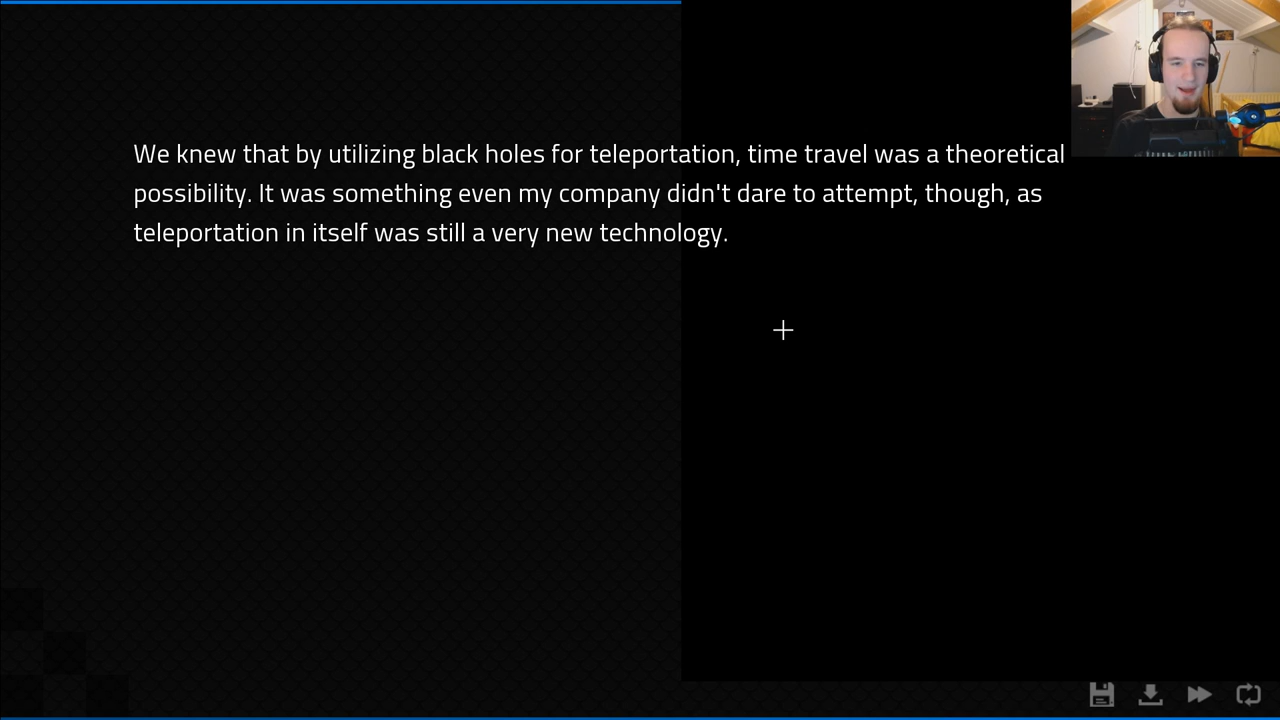 We knew that by utilizing black holes for teleportation, time travel was a theoretical
possibility. It was something even my company didn't dare to attempt, though, as
teleportation in itself was still a very new technology.